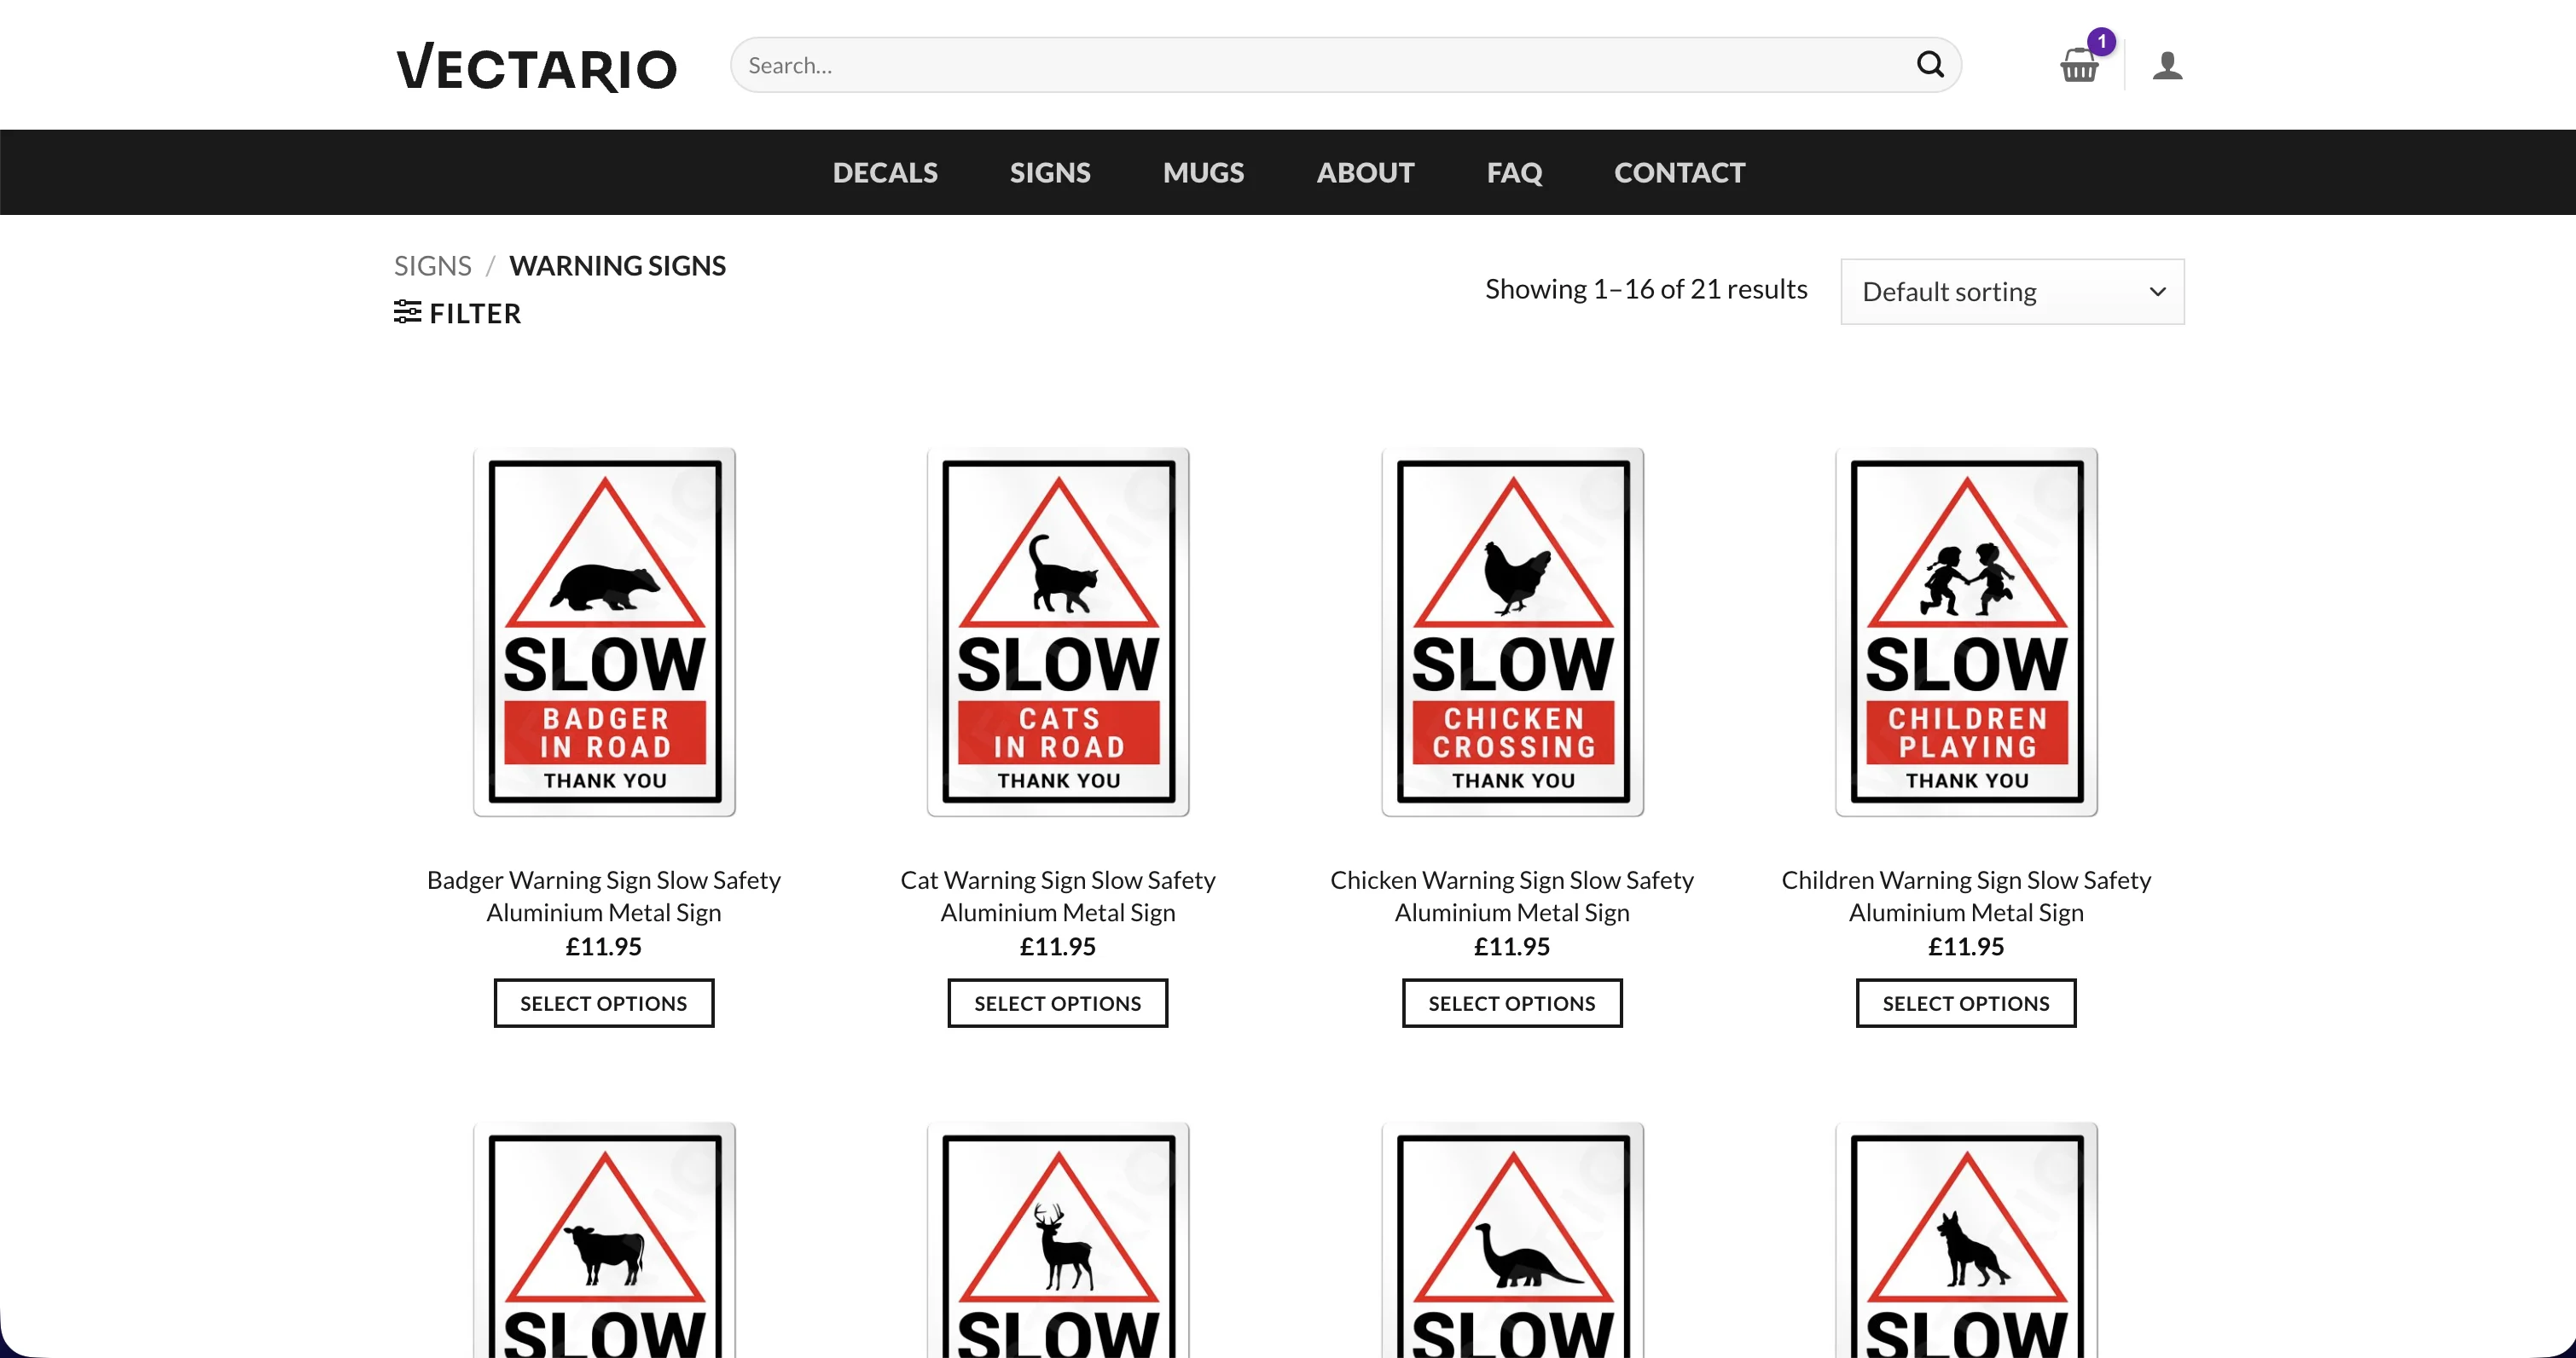 VECTARIO
Search...
1
DECALS SIGNS MUGS ABOUT FAQ CONTACT
SIGNS / WARNING SIGNS
FILTER
Showing 1–16 of 21 results
Default sorting
SLOW
BADGER
IN ROAD
THANK YOU
SLOW
CATS
IN ROAD
THANK YOU
SLOW
CHICKEN
CROSSING
THANK YOU
SLOW
CHILDREN
PLAYING
THANK YOU
Badger Warning Sign Slow Safety
Aluminium Metal Sign
£11.95
SELECT OPTIONS
Cat Warning Sign Slow Safety
Aluminium Metal Sign
£11.95
SELECT OPTIONS
Chicken Warning Sign Slow Safety
Aluminium Metal Sign
£11.95
SELECT OPTIONS
Children Warning Sign Slow Safety
Aluminium Metal Sign
£11.95
SELECT OPTIONS
SLOW
SLOW
SLOW
SLOW